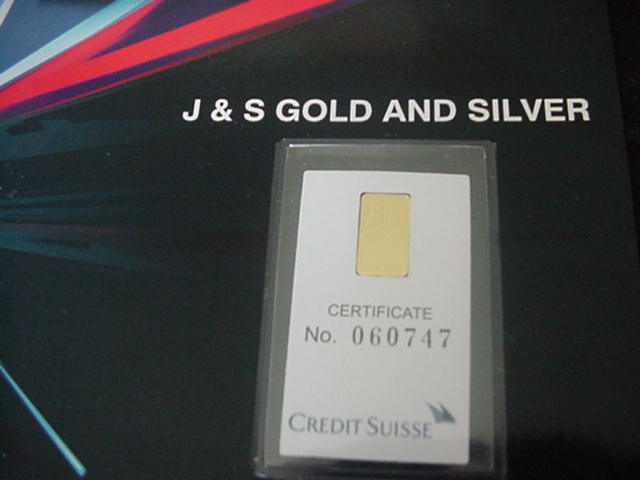 J & S GOLD AND SILVER
CERTIFICATE
No. 060747
CREDIT SUISSE